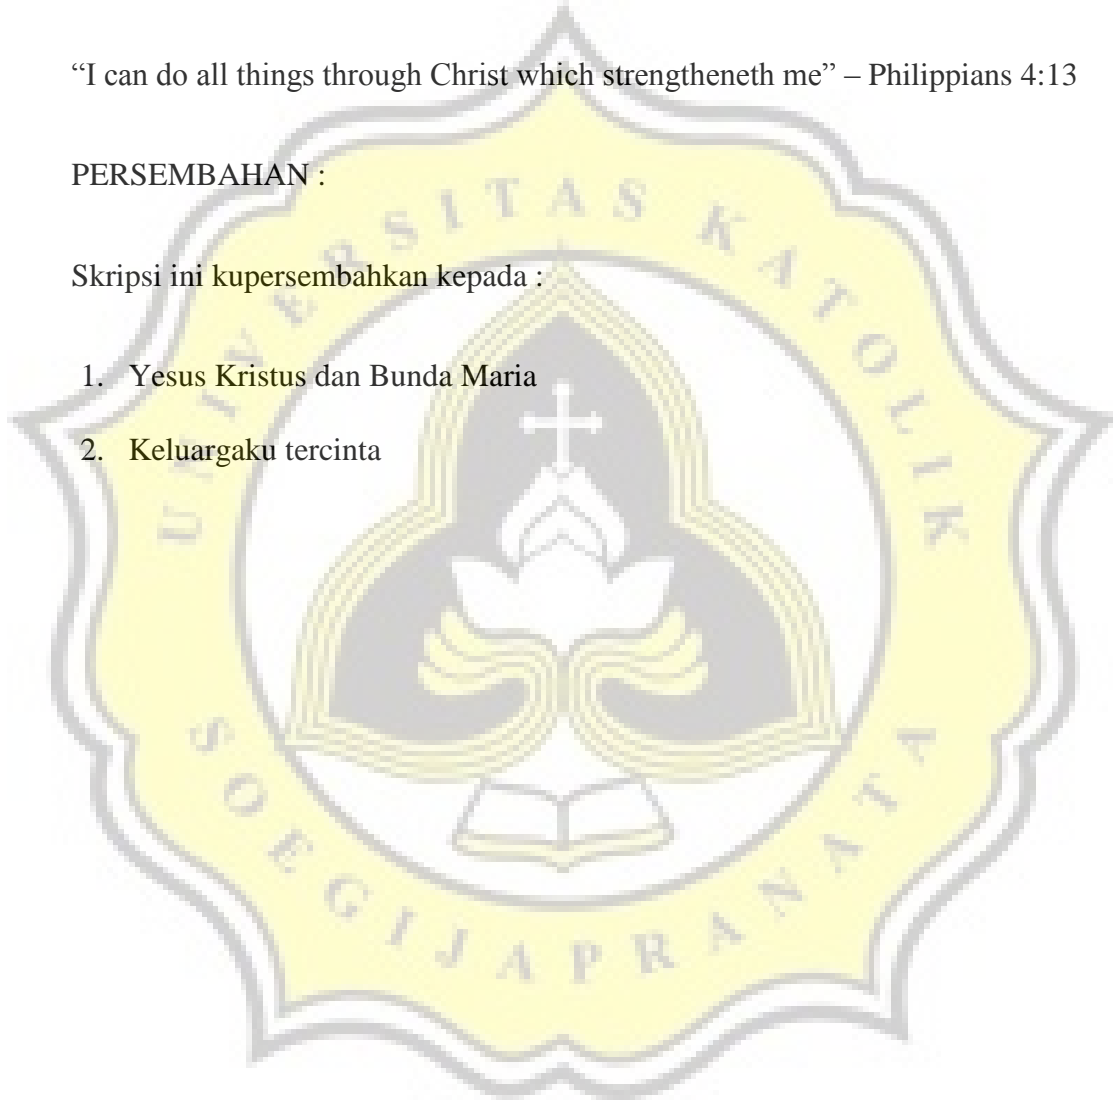 “I can do all things through Christ which strengtheneth me” – Philippians 4:13
PERSEMBAHAN :
Skripsi ini kupersembahkan kepada :
1. Yesus Kristus dan Bunda Maria
2. Keluargaku tercinta
UNIVERSITAS KATOLIK
SOEGIJAPRANATA